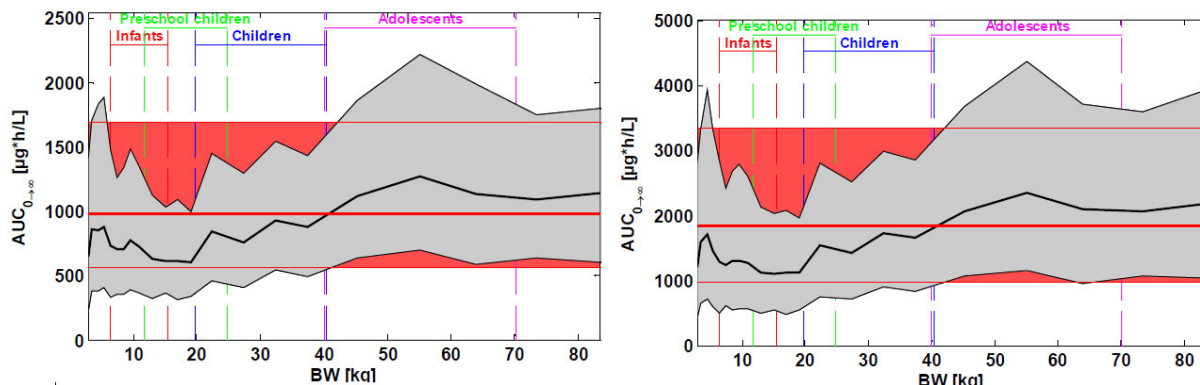 Preschool children
Infants
Children
Adolescents
2500
2000
1500
1000
500
0
10
20
30
40
50
60
70
80
AUC0→∞ [µg*h/L]
BW [kg]
Preschool children
Infants
Children
Adolescents
5000
4000
3000
2000
1000
0
10
20
30
40
50
60
70
80
AUC0→∞ [µg*h/L]
BW [kg]